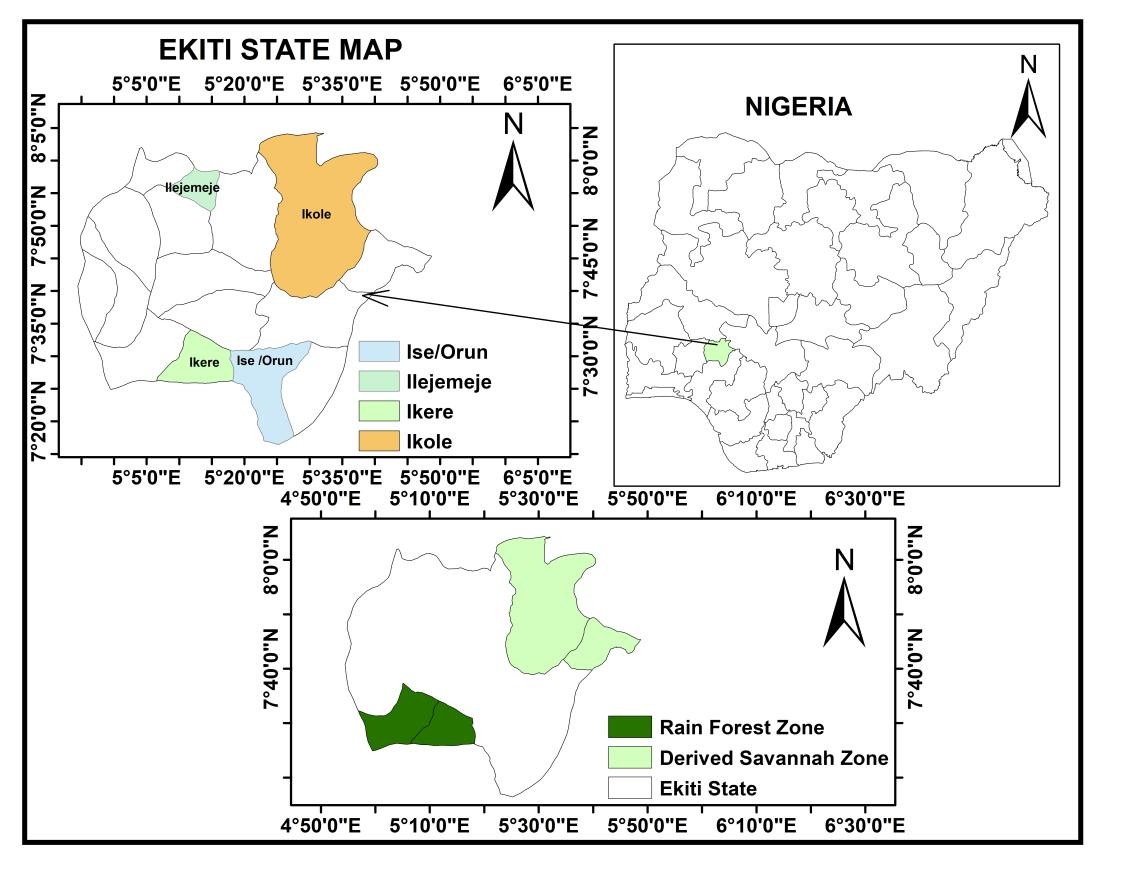 EKITI STATE MAP
5°5'0"E 5°20'0"E 5°35'0"E 5°50'0"E 6°5'0"E
8°5'0"N
7°50'0"N
7°35'0"N
7°20'0"N
N
Ilejemeje
Ikole
Ikere
Ise /Orun
Ise/Orun
Ilejemeje
Ikere
Ikole
8°0'0"N
7°45'0"N
7°30'0"N
5°5'0"E 5°20'0"E 5°35'0"E 5°50'0"E 6°5'0"E
N
NIGERIA
4°50'0"E 5°10'0"E 5°30'0"E 5°50'0"E 6°10'0"E 6°30'0"E
8°0'0"N
7°40'0"N
N
Rain Forest Zone
Derived Savannah Zone
Ekiti State
8°0'0"N
7°40'0"N
4°50'0"E 5°10'0"E 5°30'0"E 5°50'0"E 6°10'0"E 6°30'0"E